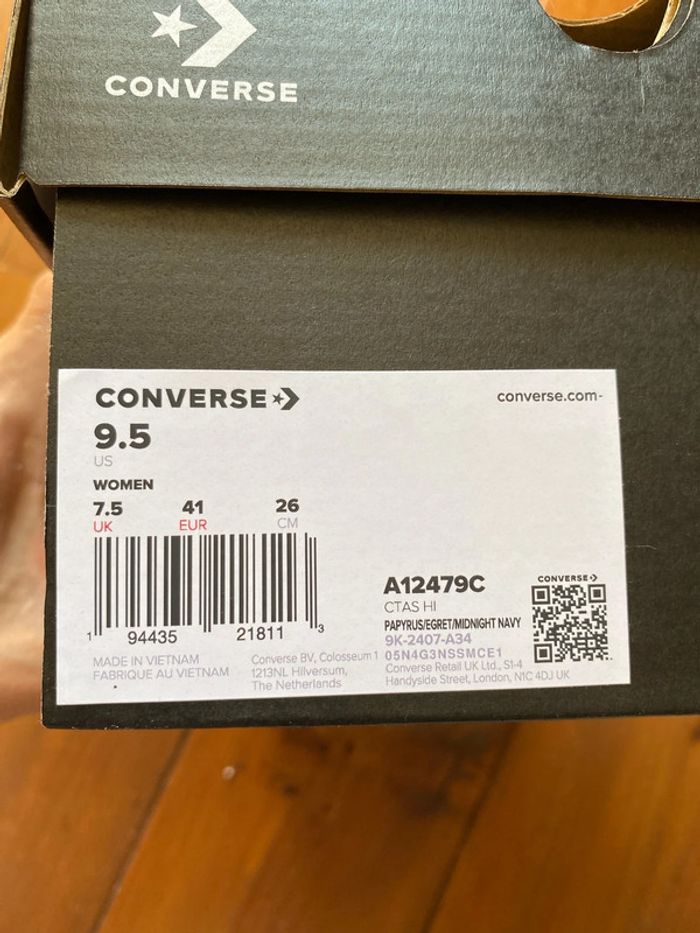 CONVERSE
CONVERSE
converse.com-
9.5
US
WOMEN
7.5 41 26
UK EUR CM
1 94435 21811 3
A12479C
CTAS HI
PAPYRUS/EGRET/MIDNIGHT NAVY
9K-2407-A34
05N4G3NSSMCE1
CONVERSE
MADE IN VIETNAM
FABRIQUE AU VIETNAM
Converse BV, Colosseum 1
1213NL Hilversum,
The Netherlands
Converse Retail UK Ltd., S1-4
Handyside Street, London, N1C 4DJ UK